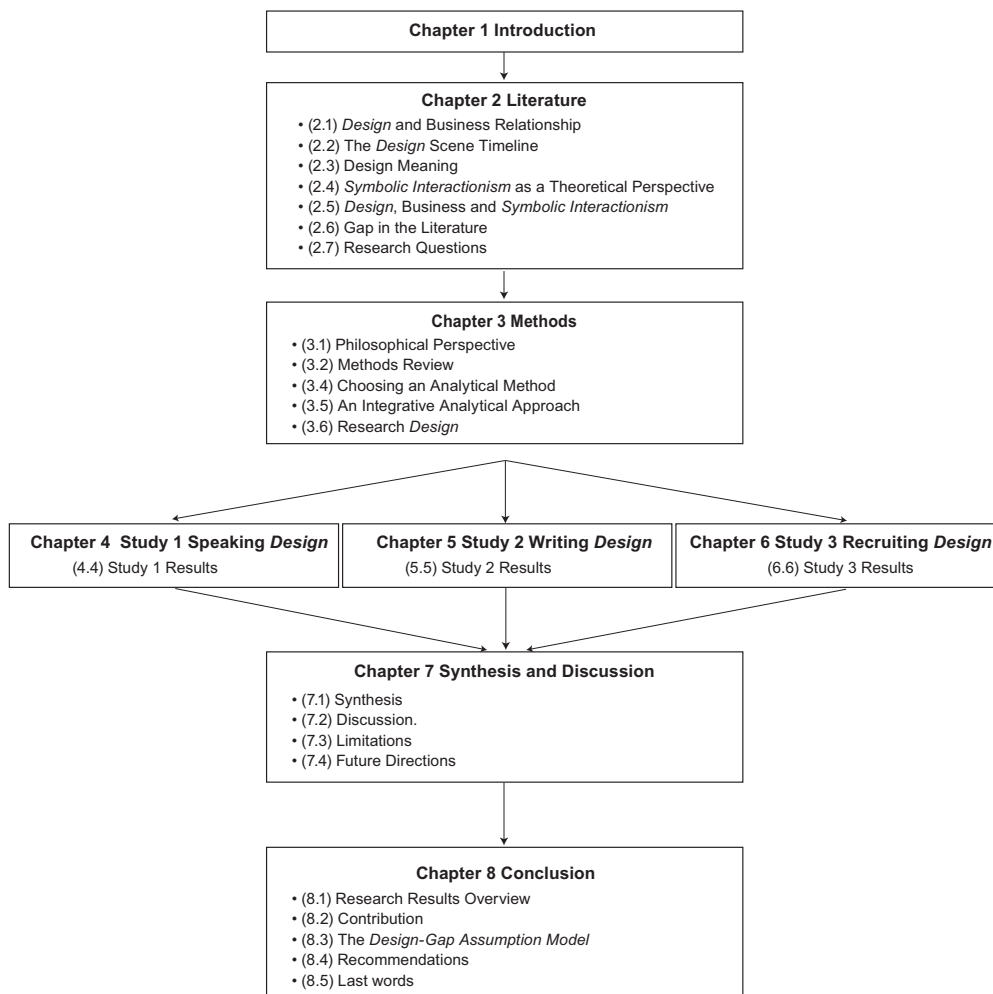 Chapter 1 Introduction
Chapter 2 Literature
• (2.1) Design and Business Relationship
• (2.2) The Design Scene Timeline
• (2.3) Design Meaning
• (2.4) Symbolic Interactionism as a Theoretical Perspective
• (2.5) Design, Business and Symbolic Interactionism
• (2.6) Gap in the Literature
• (2.7) Research Questions
Chapter 3 Methods
• (3.1) Philosophical Perspective
• (3.2) Methods Review
• (3.4) Choosing an Analytical Method
• (3.5) An Integrative Analytical Approach
• (3.6) Research Design
Chapter 4 Study 1 Speaking Design
(4.4) Study 1 Results
Chapter 5 Study 2 Writing Design
(5.5) Study 2 Results
Chapter 6 Study 3 Recruiting Design
(6.6) Study 3 Results
Chapter 7 Synthesis and Discussion
• (7.1) Synthesis
• (7.2) Discussion.
• (7.3) Limitations
• (7.4) Future Directions
Chapter 8 Conclusion
• (8.1) Research Results Overview
• (8.2) Contribution
• (8.3) The Design-Gap Assumption Model
• (8.4) Recommendations
• (8.5) Last words